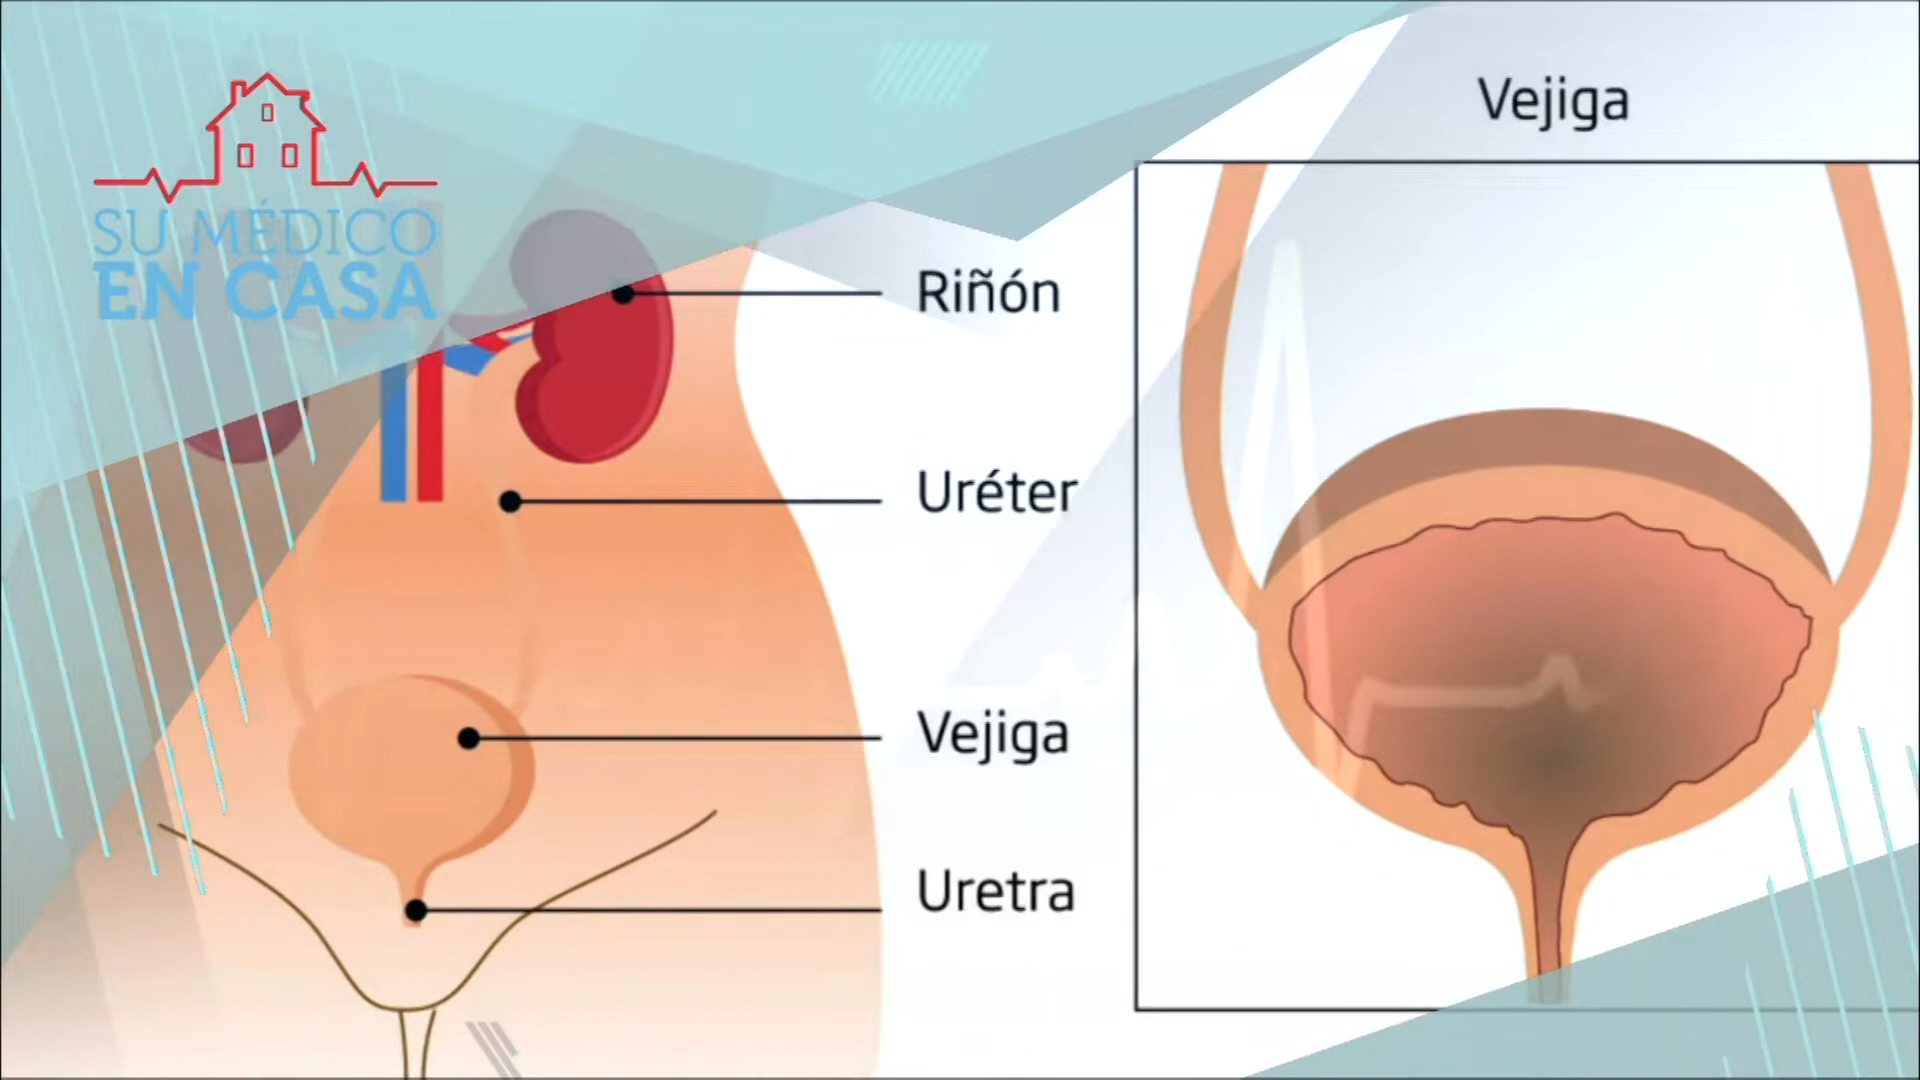 SU MÉDICO
EN CASA
Riñón
Uréter
Vejiga
Uretra
Vejiga